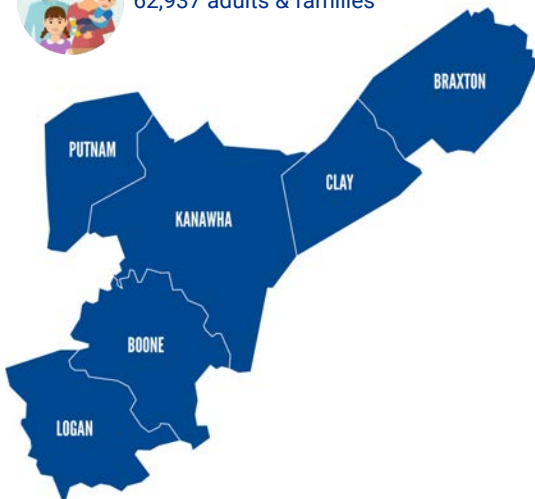 62,937 adults & families
BRAXTON
PUTNAM
CLAY
KANAWHA
BOONE
LOGAN